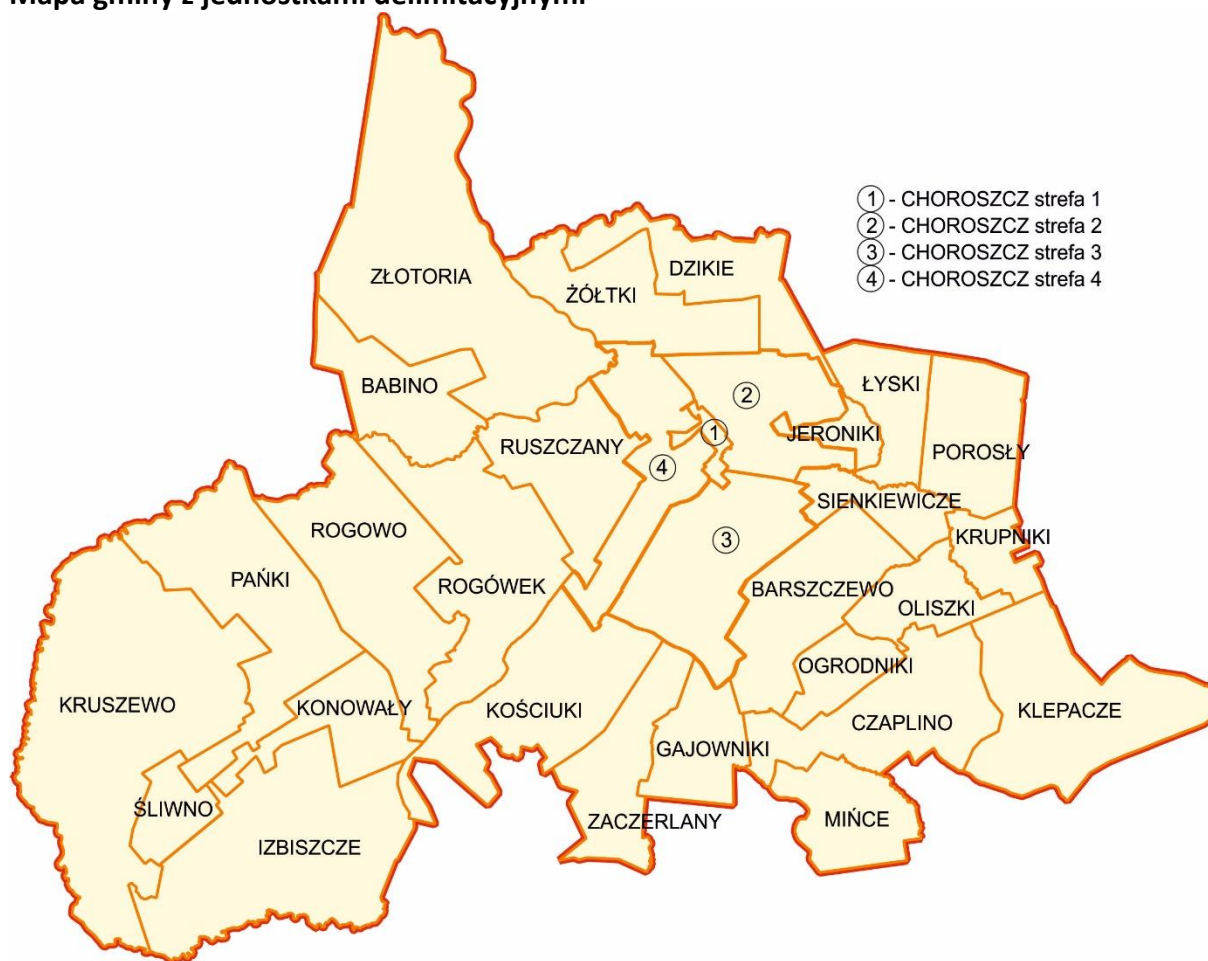 Mapa gminy z jednostkami delimitacyjnymi
① - CHOROSZCZ strefa 1
② - CHOROSZCZ strefa 2
③ - CHOROSZCZ strefa 3
④ - CHOROSZCZ strefa 4
ZŁOTORIA
DZIKIE
ŻÓŁTKI
BABINO
ŁYSKI
②
①
JERONIKI
RUSZCZANY
POROSŁY
④
SIENKIEWICZE
ROGOWO
③
KRUPNIKI
PAŃKI
ROGÓWEK
BARSZCZEWO
OLISZKI
OGRODNIKI
KRUSZEWO
KONOWAŁY
KOŚCIUKI
CZAPLINO
KLEPACZE
GAJOWNIKI
ŚLIWNO
ZACZERLANY
MIŃCE
IZBISZCZE